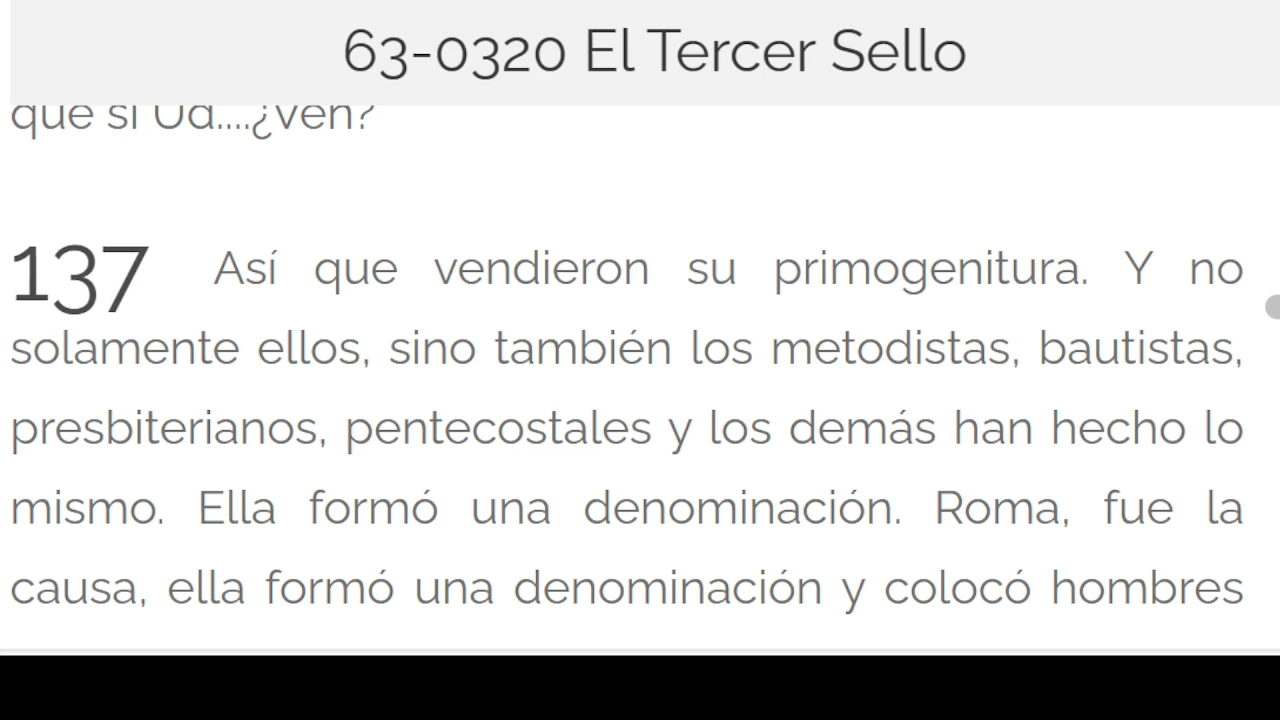 63-0320 El Tercer Sello
que si Ud....¿Ven?
137 Así que vendieron su primogenitura. Y no
solamente ellos, sino también los metodistas, bautistas,
presbiterianos, pentecostales y los demás han hecho lo
mismo. Ella formó una denominación. Roma, fue la
causa, ella formó una denominación y colocó hombres